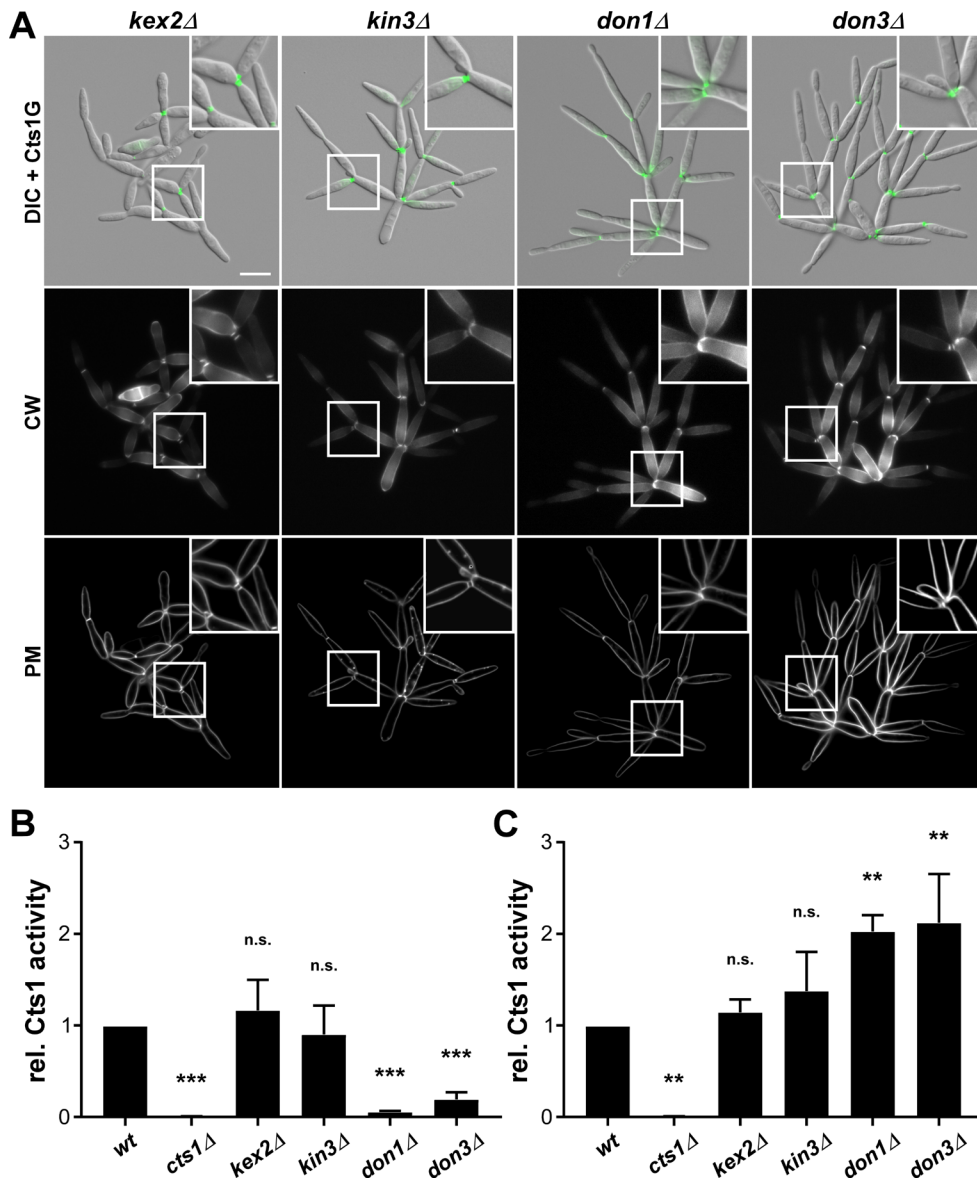 A
kex2Δ kin3Δ don1Δ don3Δ
DIC + Cts1G
CW
PM
B
rel. Cts1 activity
3
2
1
0
n.s.
n.s.
***
***
***
wt cts1Δ kex2Δ kin3Δ don1Δ don3Δ
C
rel. Cts1 activity
3
2
1
0
**
**
n.s.
n.s.
**
wt cts1Δ kex2Δ kin3Δ don1Δ don3Δ